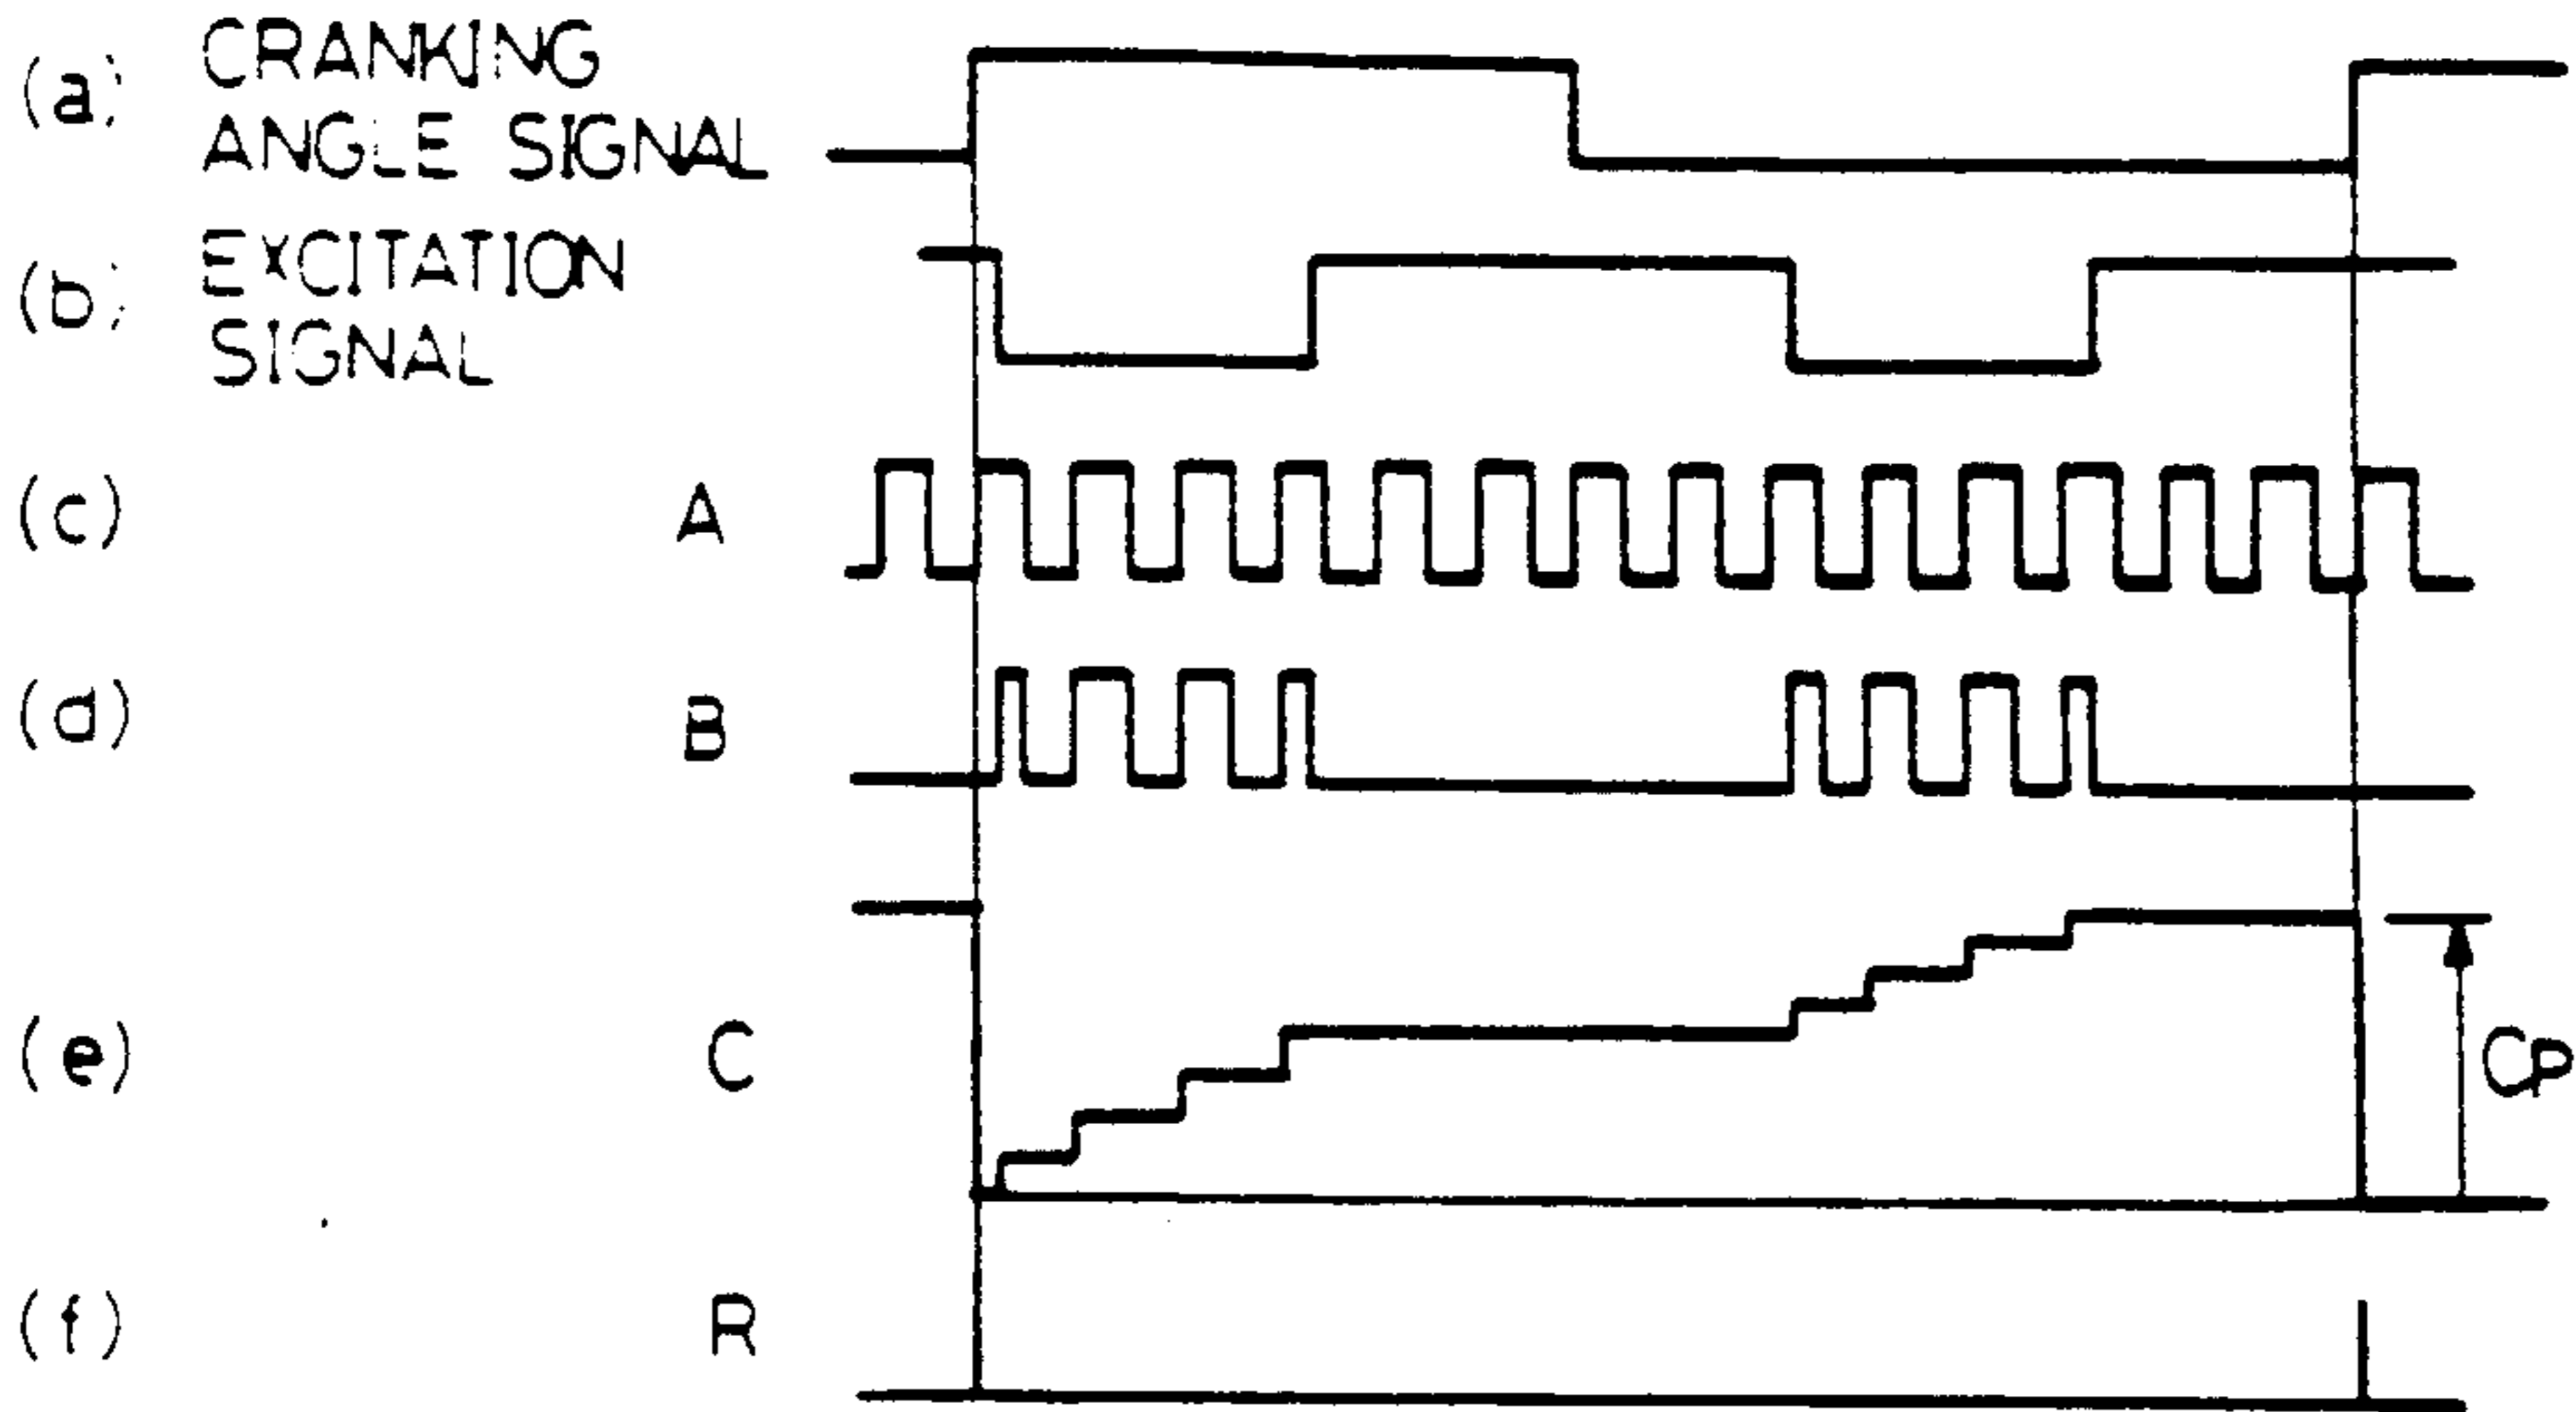 (a) CRANKING
ANGLE SIGNAL
(b) EXCITATION
SIGNAL
(c) A
(d) B
(e) C CP
(f) R